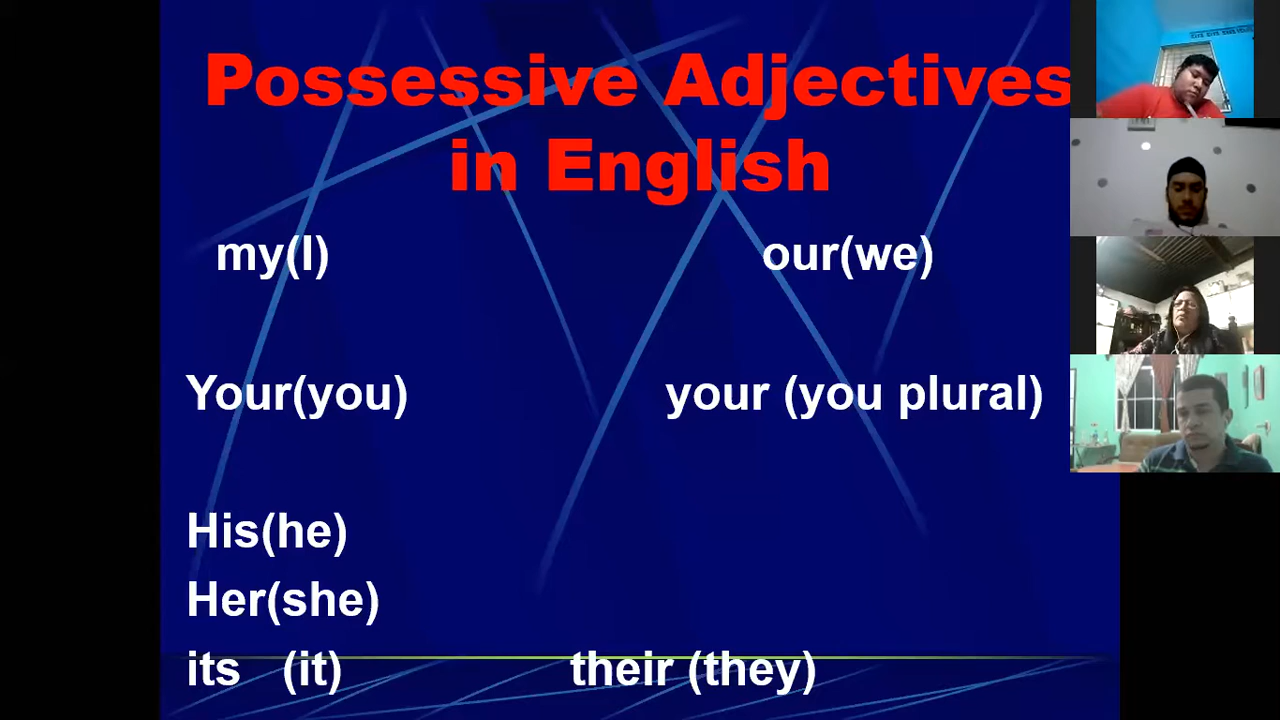 Possessive Adjectives
in English
my(I) our(we)
Your(you) your (you plural)
His(he)
Her(she)
its (it) their (they)